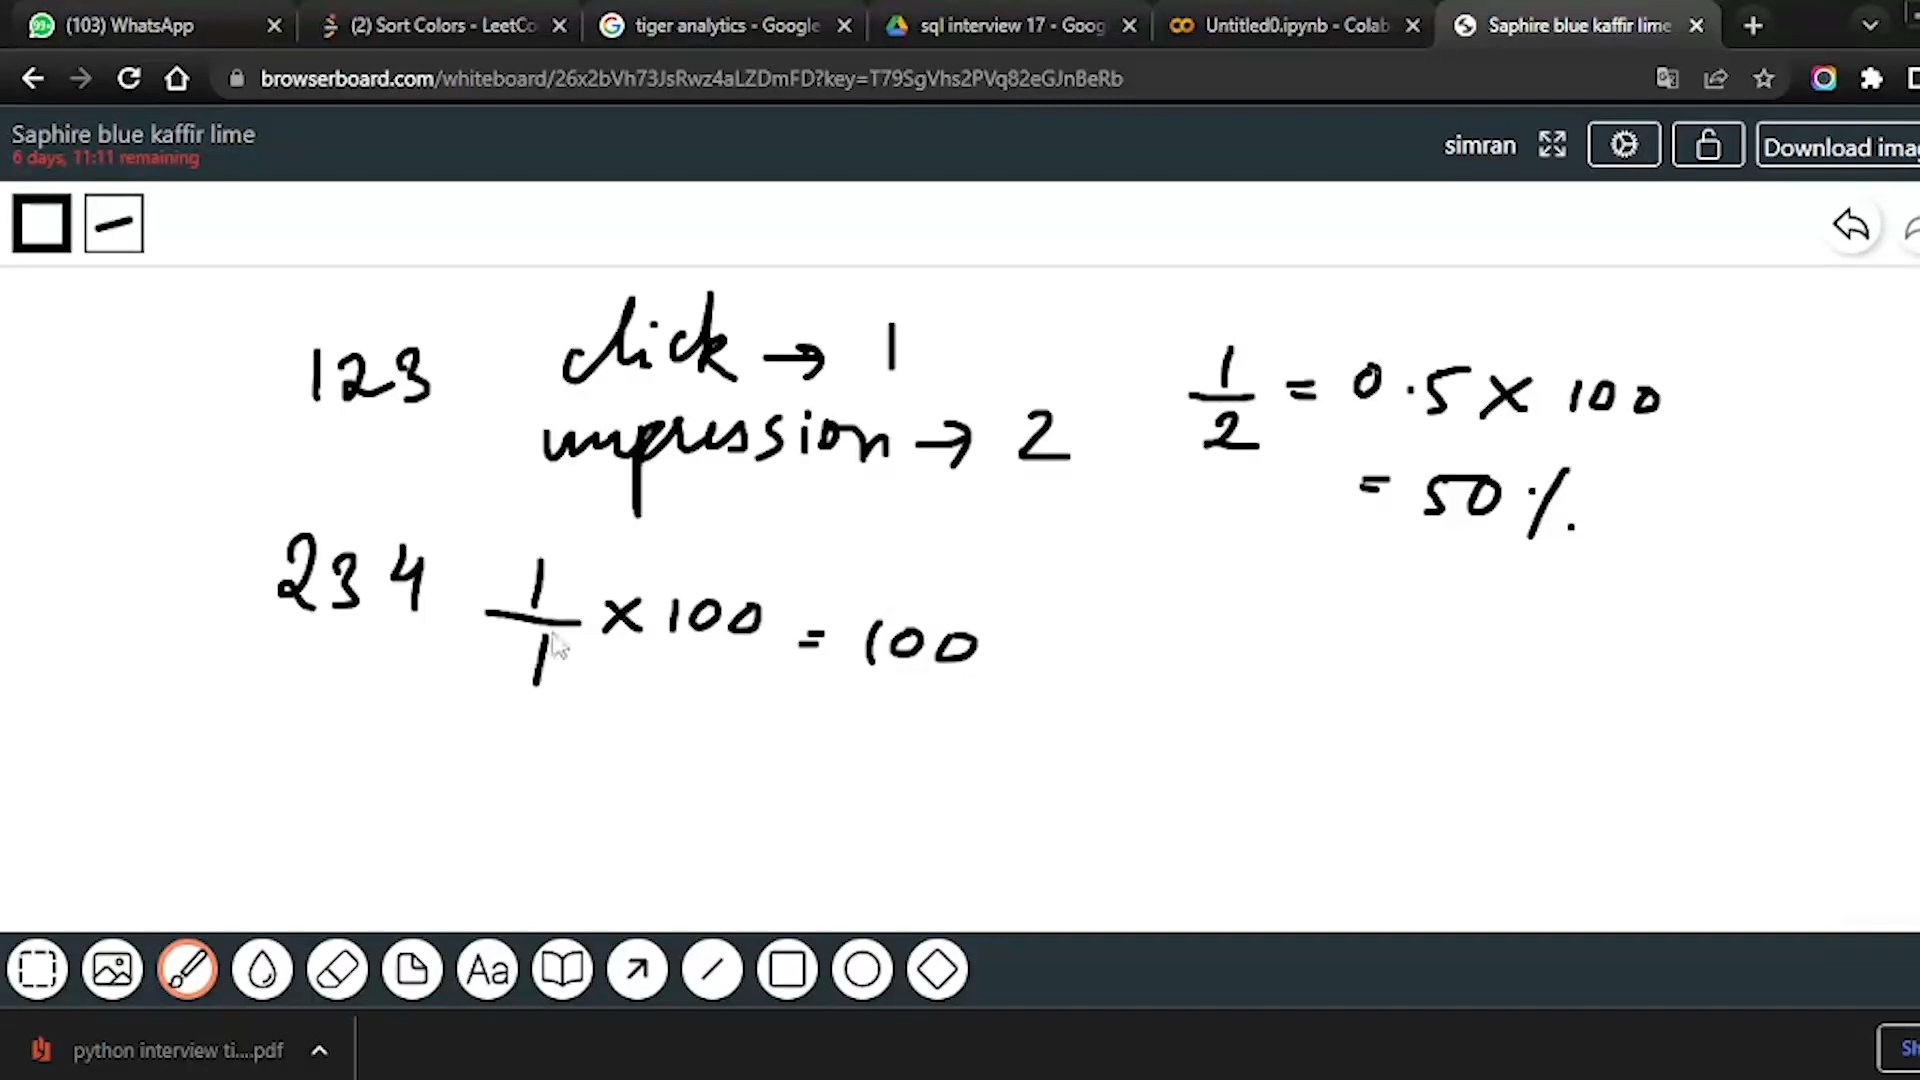 (103) WhatsApp
(2) Sort Colors - LeetCo
tiger analytics - Google
sql interview 17 - Goog
Untitled0.ipynb - Colab
Saphire blue kaffir lime
browserboard.com/whiteboard/26x2bVh73JsRwz4aLZDmFD?key=T79SgVhs2PVq82eGJnBeRb
Saphire blue kaffir lime
6 days, 11:11 remaining
simran
Download imag
123 click → 1
impression → 2
1/2 = 0.5 × 100
= 50 %.
234 1/1 × 100 = 100
Aa
python interview ti....pdf
Sh